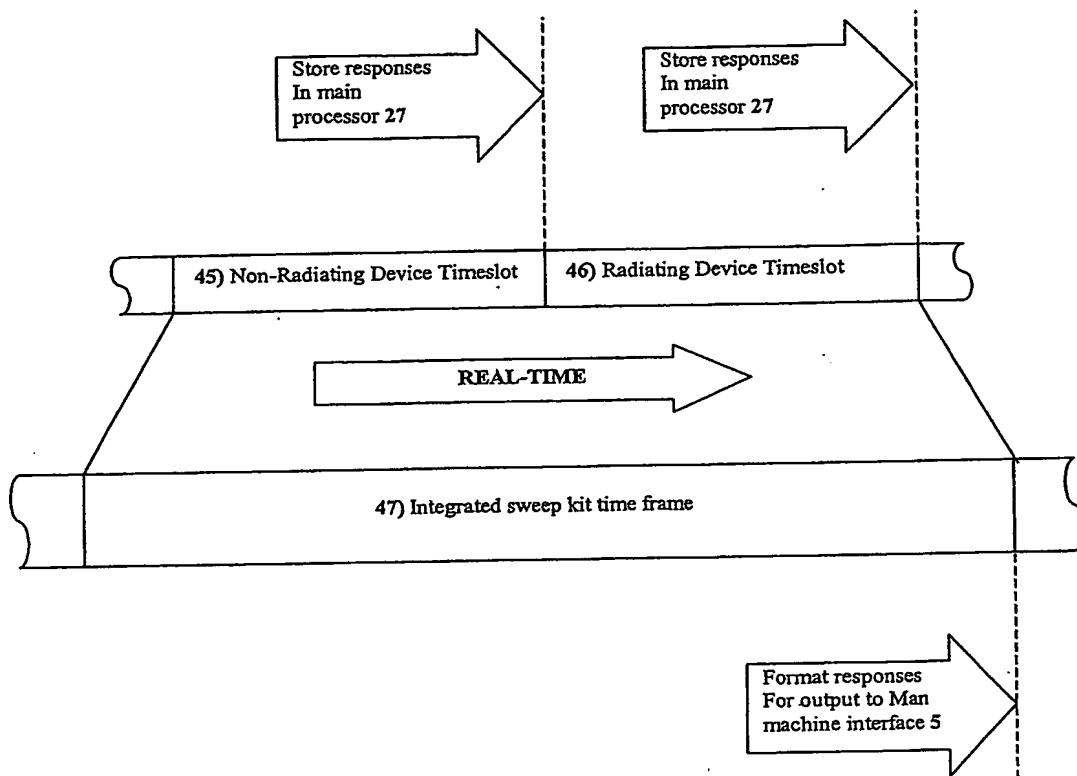 Store responses
In main
processor 27
Store responses
In main
processor 27
45) Non-Radiating Device Timeslot
46) Radiating Device Timeslot
REAL-TIME
47) Integrated sweep kit time frame
Format responses
For output to Man
machine interface 5